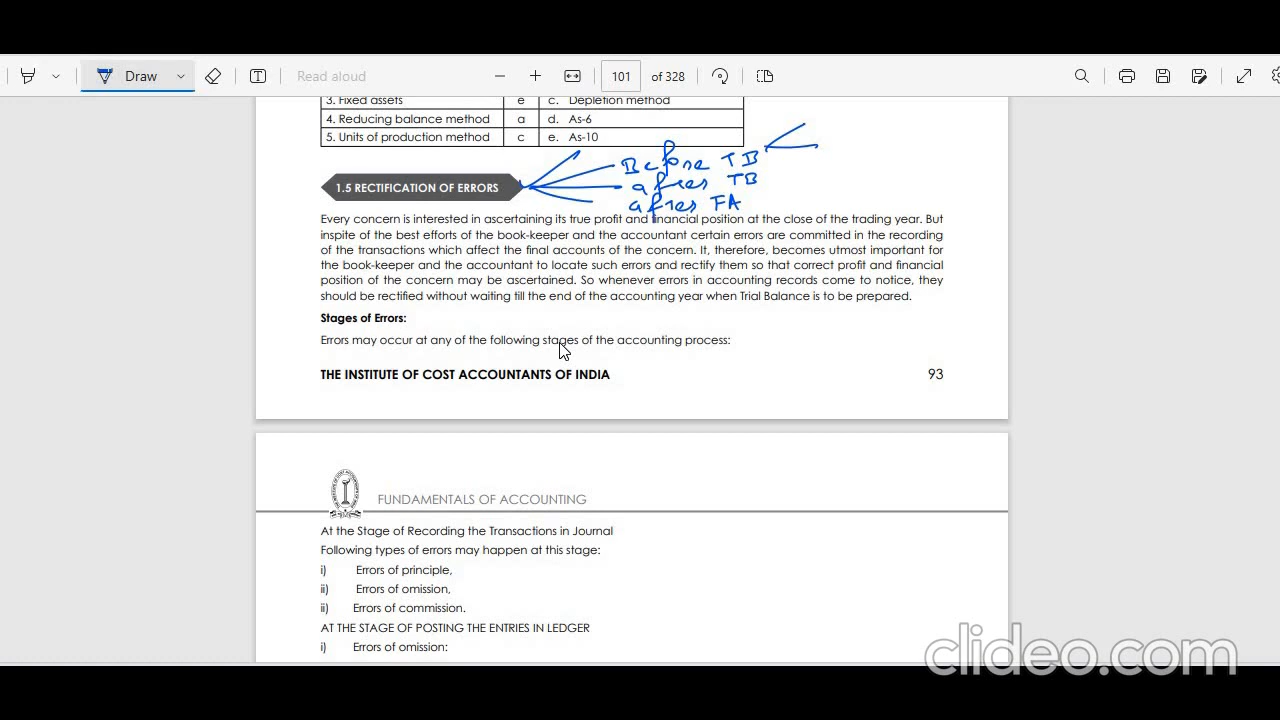 Draw
Read aloud
101 of 328
3. Fixed assets e c. Depletion method
4. Reducing balance method a d. As-6
5. Units of production method c e. As-10
Before TB
1.5 RECTIFICATION OF ERRORS
after TB
after FA
Every concern is interested in ascertaining its true profit and financial position at the close of the trading year. But
inspite of the best efforts of the book-keeper and the accountant certain errors are committed in the recording
of the transactions which affect the final accounts of the concern. It, therefore, becomes utmost important for
the book-keeper and the accountant to locate such errors and rectify them so that correct profit and financial
position of the concern may be ascertained. So whenever errors in accounting records come to notice, they
should be rectified without waiting till the end of the accounting year when Trial Balance is to be prepared.
Stages of Errors:
Errors may occur at any of the following stages of the accounting process:
THE INSTITUTE OF COST ACCOUNTANTS OF INDIA 93
FUNDAMENTALS OF ACCOUNTING
At the Stage of Recording the Transactions in Journal
Following types of errors may happen at this stage:
i) Errors of principle,
ii) Errors of omission,
ii) Errors of commission.
AT THE STAGE OF POSTING THE ENTRIES IN LEDGER
i) Errors of omission:
clideo.com